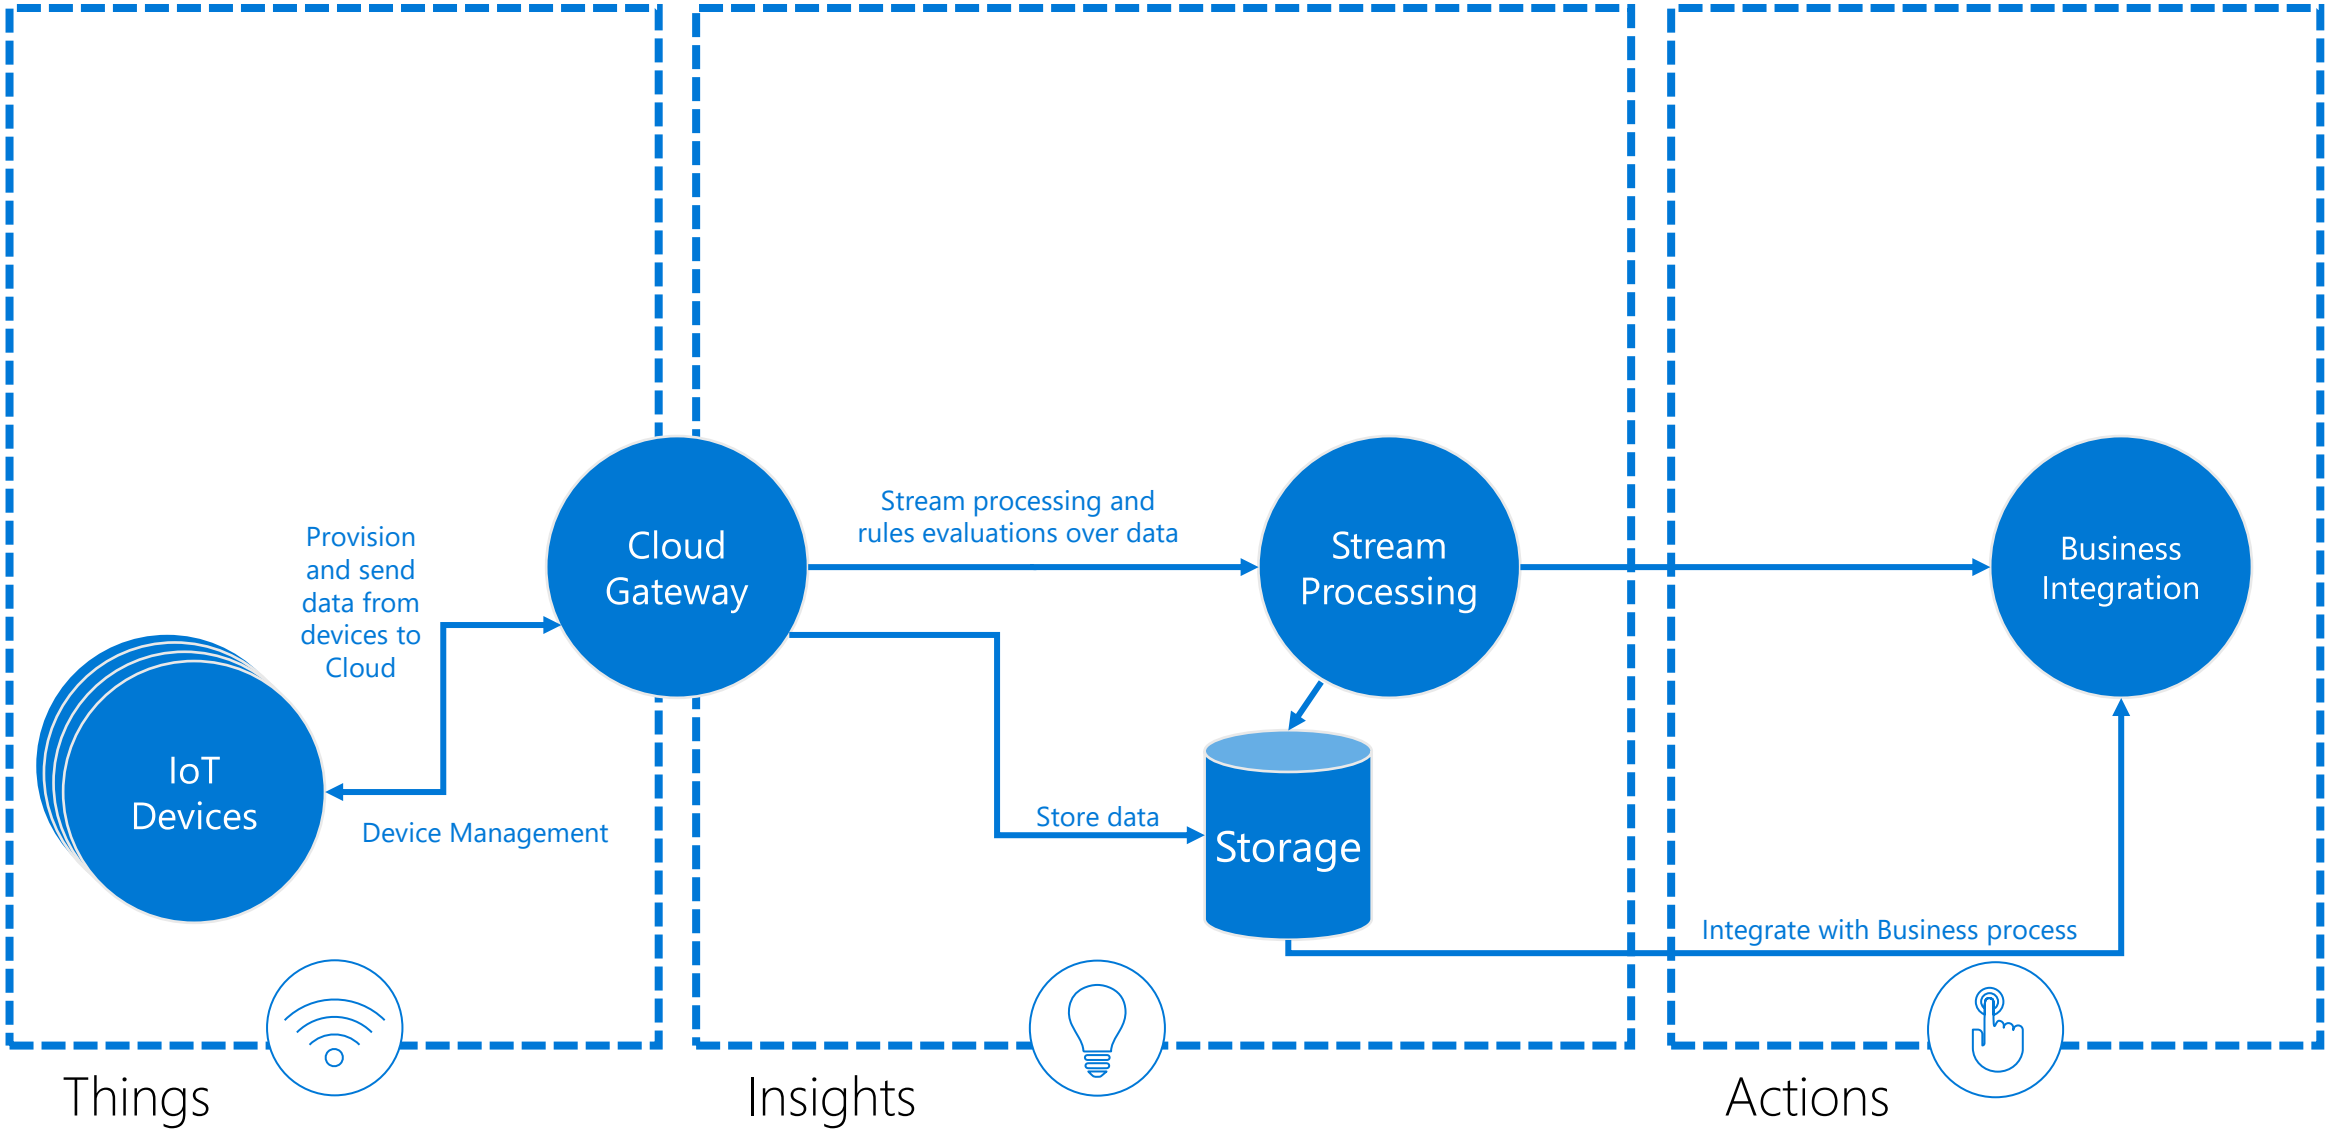 Provision
and send
data from
devices to
Cloud
IoT
Devices
Device Management
Cloud
Gateway
Stream processing and
rules evaluations over data
Stream
Processing
Store data
Storage
Business
Integration
Integrate with Business process
Things
Insights
Actions